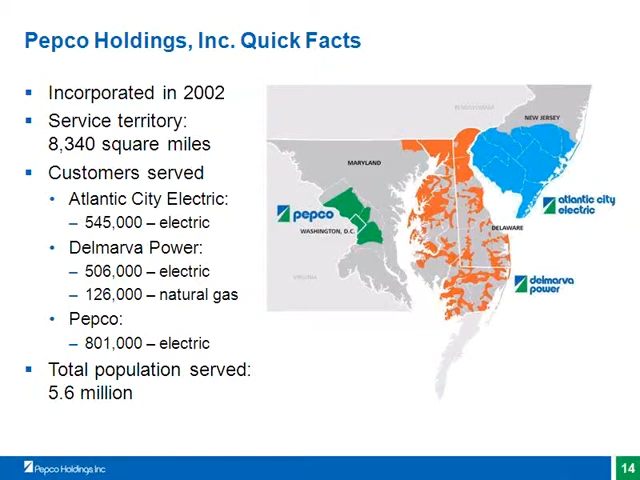 Pepco Holdings, Inc. Quick Facts
▪ Incorporated in 2002
▪ Service territory:
8,340 square miles
▪ Customers served
• Atlantic City Electric:
– 545,000 – electric
• Delmarva Power:
– 506,000 – electric
– 126,000 – natural gas
• Pepco:
– 801,000 – electric
▪ Total population served:
5.6 million
PENNSYLVANIA
NEW JERSEY
MARYLAND
atlantic city
electric
pepco
WASHINGTON, D.C.
DELAWARE
VIRGINIA
delmarva
power
Pepco Holdings, Inc
14